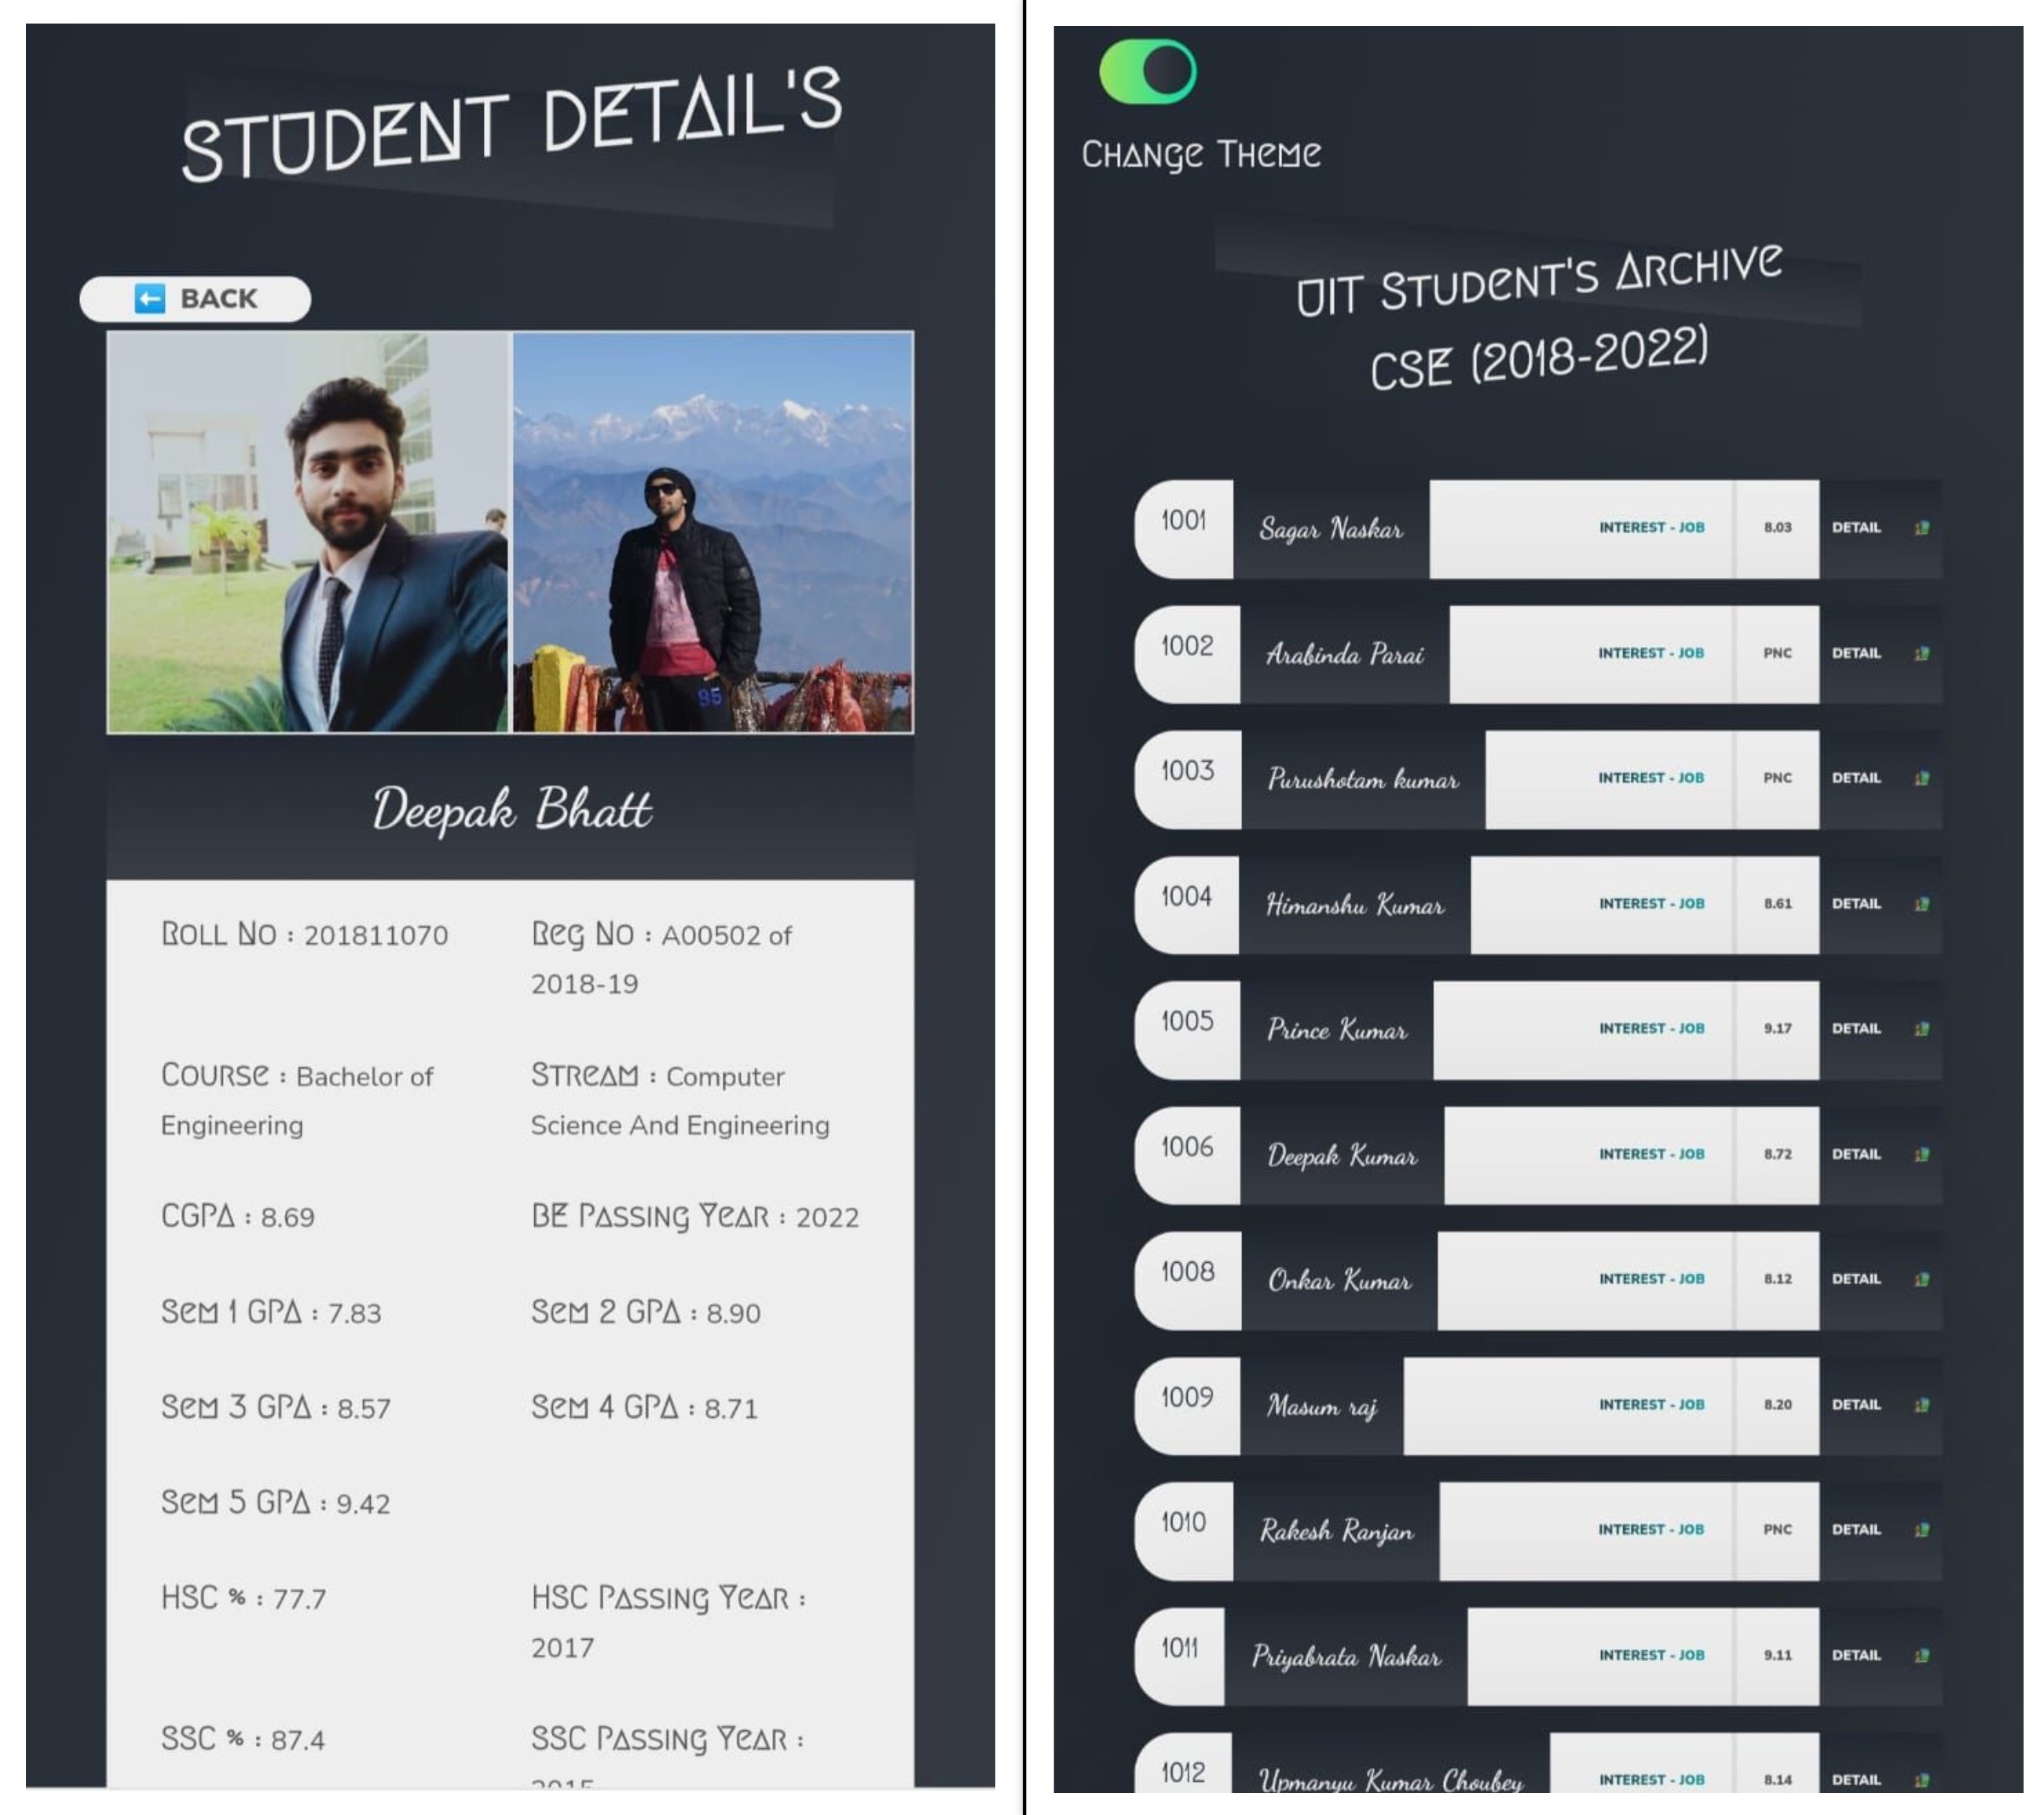 STUDENT DETAIL'S
⬅ BACK
95
Deepak Bhatt
Roll No : 201811070
Reg No : A00502 of
2018-19
Course : Bachelor of
Engineering
Stream : Computer
Science And Engineering
CGPA : 8.69
BE Passing Year : 2022
Sem 1 GPA : 7.83
Sem 2 GPA : 8.90
Sem 3 GPA : 8.57
Sem 4 GPA : 8.71
Sem 5 GPA : 9.42
HSC % : 77.7
HSC Passing Year :
2017
SSC % : 87.4
SSC Passing Year :
2015
Change Theme
UIT Student's Archive
CSE (2018-2022)
1001 Sagar Naskar INTEREST - JOB 8.03 DETAIL
1002 Arabinda Parai INTEREST - JOB PNC DETAIL
1003 Purushotam kumar INTEREST - JOB PNC DETAIL
1004 Himanshu Kumar INTEREST - JOB 8.61 DETAIL
1005 Prince Kumar INTEREST - JOB 9.17 DETAIL
1006 Deepak Kumar INTEREST - JOB 8.72 DETAIL
1008 Onkar Kumar INTEREST - JOB 8.12 DETAIL
1009 Masum raj INTEREST - JOB 8.20 DETAIL
1010 Rakesh Ranjan INTEREST - JOB PNC DETAIL
1011 Priyabrata Naskar INTEREST - JOB 9.11 DETAIL
1012 Upmanyu Kumar Choubey INTEREST - JOB 8.14 DETAIL